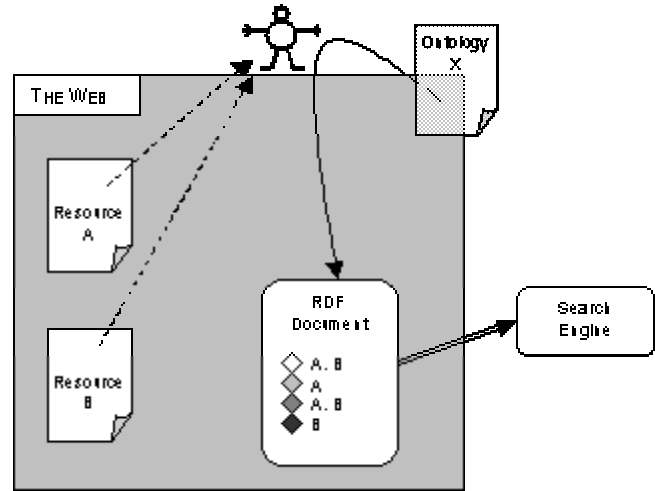 THE WEB
Ontology
X
Resource
A
Resource
B
RDF
Document
A. B
A
A. B
B
Search
Engine